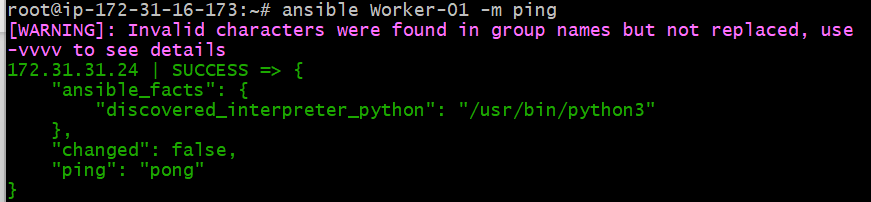 root@ip-172-31-16-173:~# ansible Worker-01 -m ping
[WARNING]: Invalid characters were found in group names but not replaced, use
-vvvv to see details
172.31.31.24 | SUCCESS => {
    "ansible_facts": {
        "discovered_interpreter_python": "/usr/bin/python3"
    },
    "changed": false,
    "ping": "pong"
}